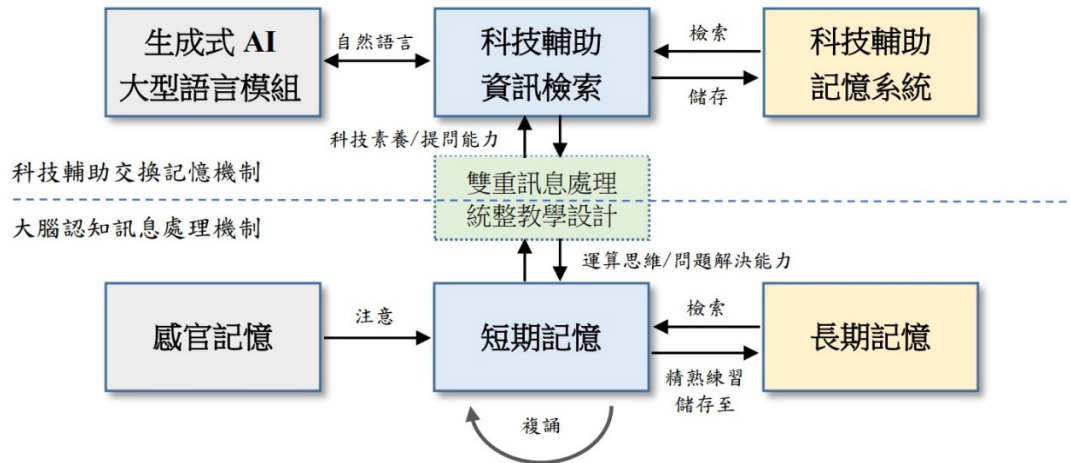 生成式 AI
大型語言模組
自然語言
科技輔助
資訊檢索
檢索
儲存
科技輔助
記憶系統
科技素養/提問能力
科技輔助交換記憶機制
雙重訊息處理
統整教學設計
大腦認知訊息處理機制
運算思維/問題解決能力
感官記憶
注意
短期記憶
檢索
精熟練習
儲存至
長期記憶
複誦